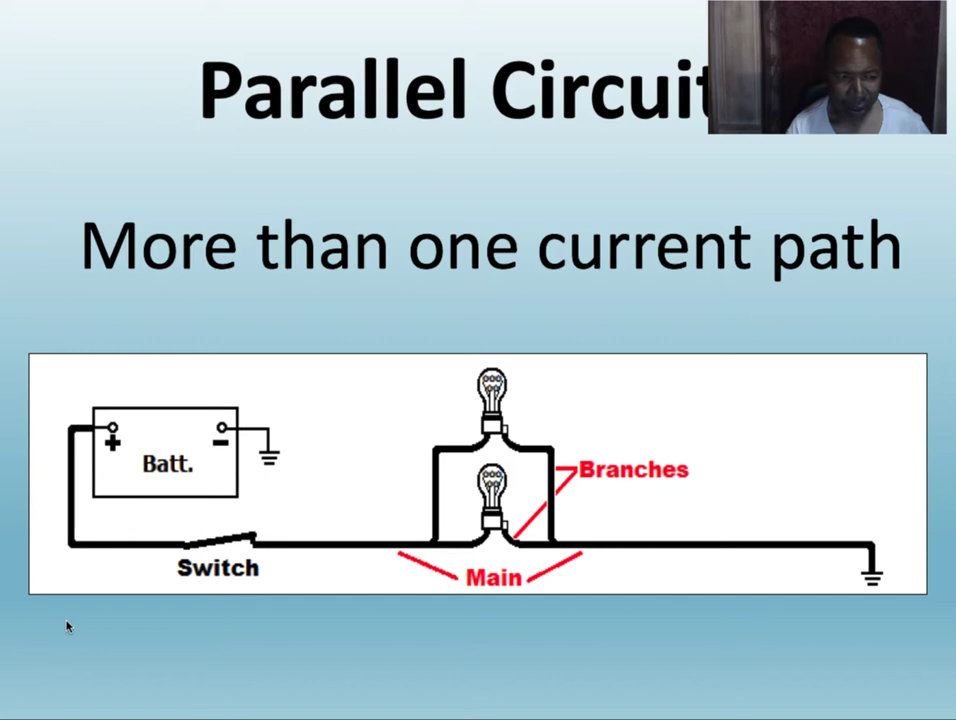 Parallel Circuit
More than one current path
+
-
Batt.
Branches
Switch
Main